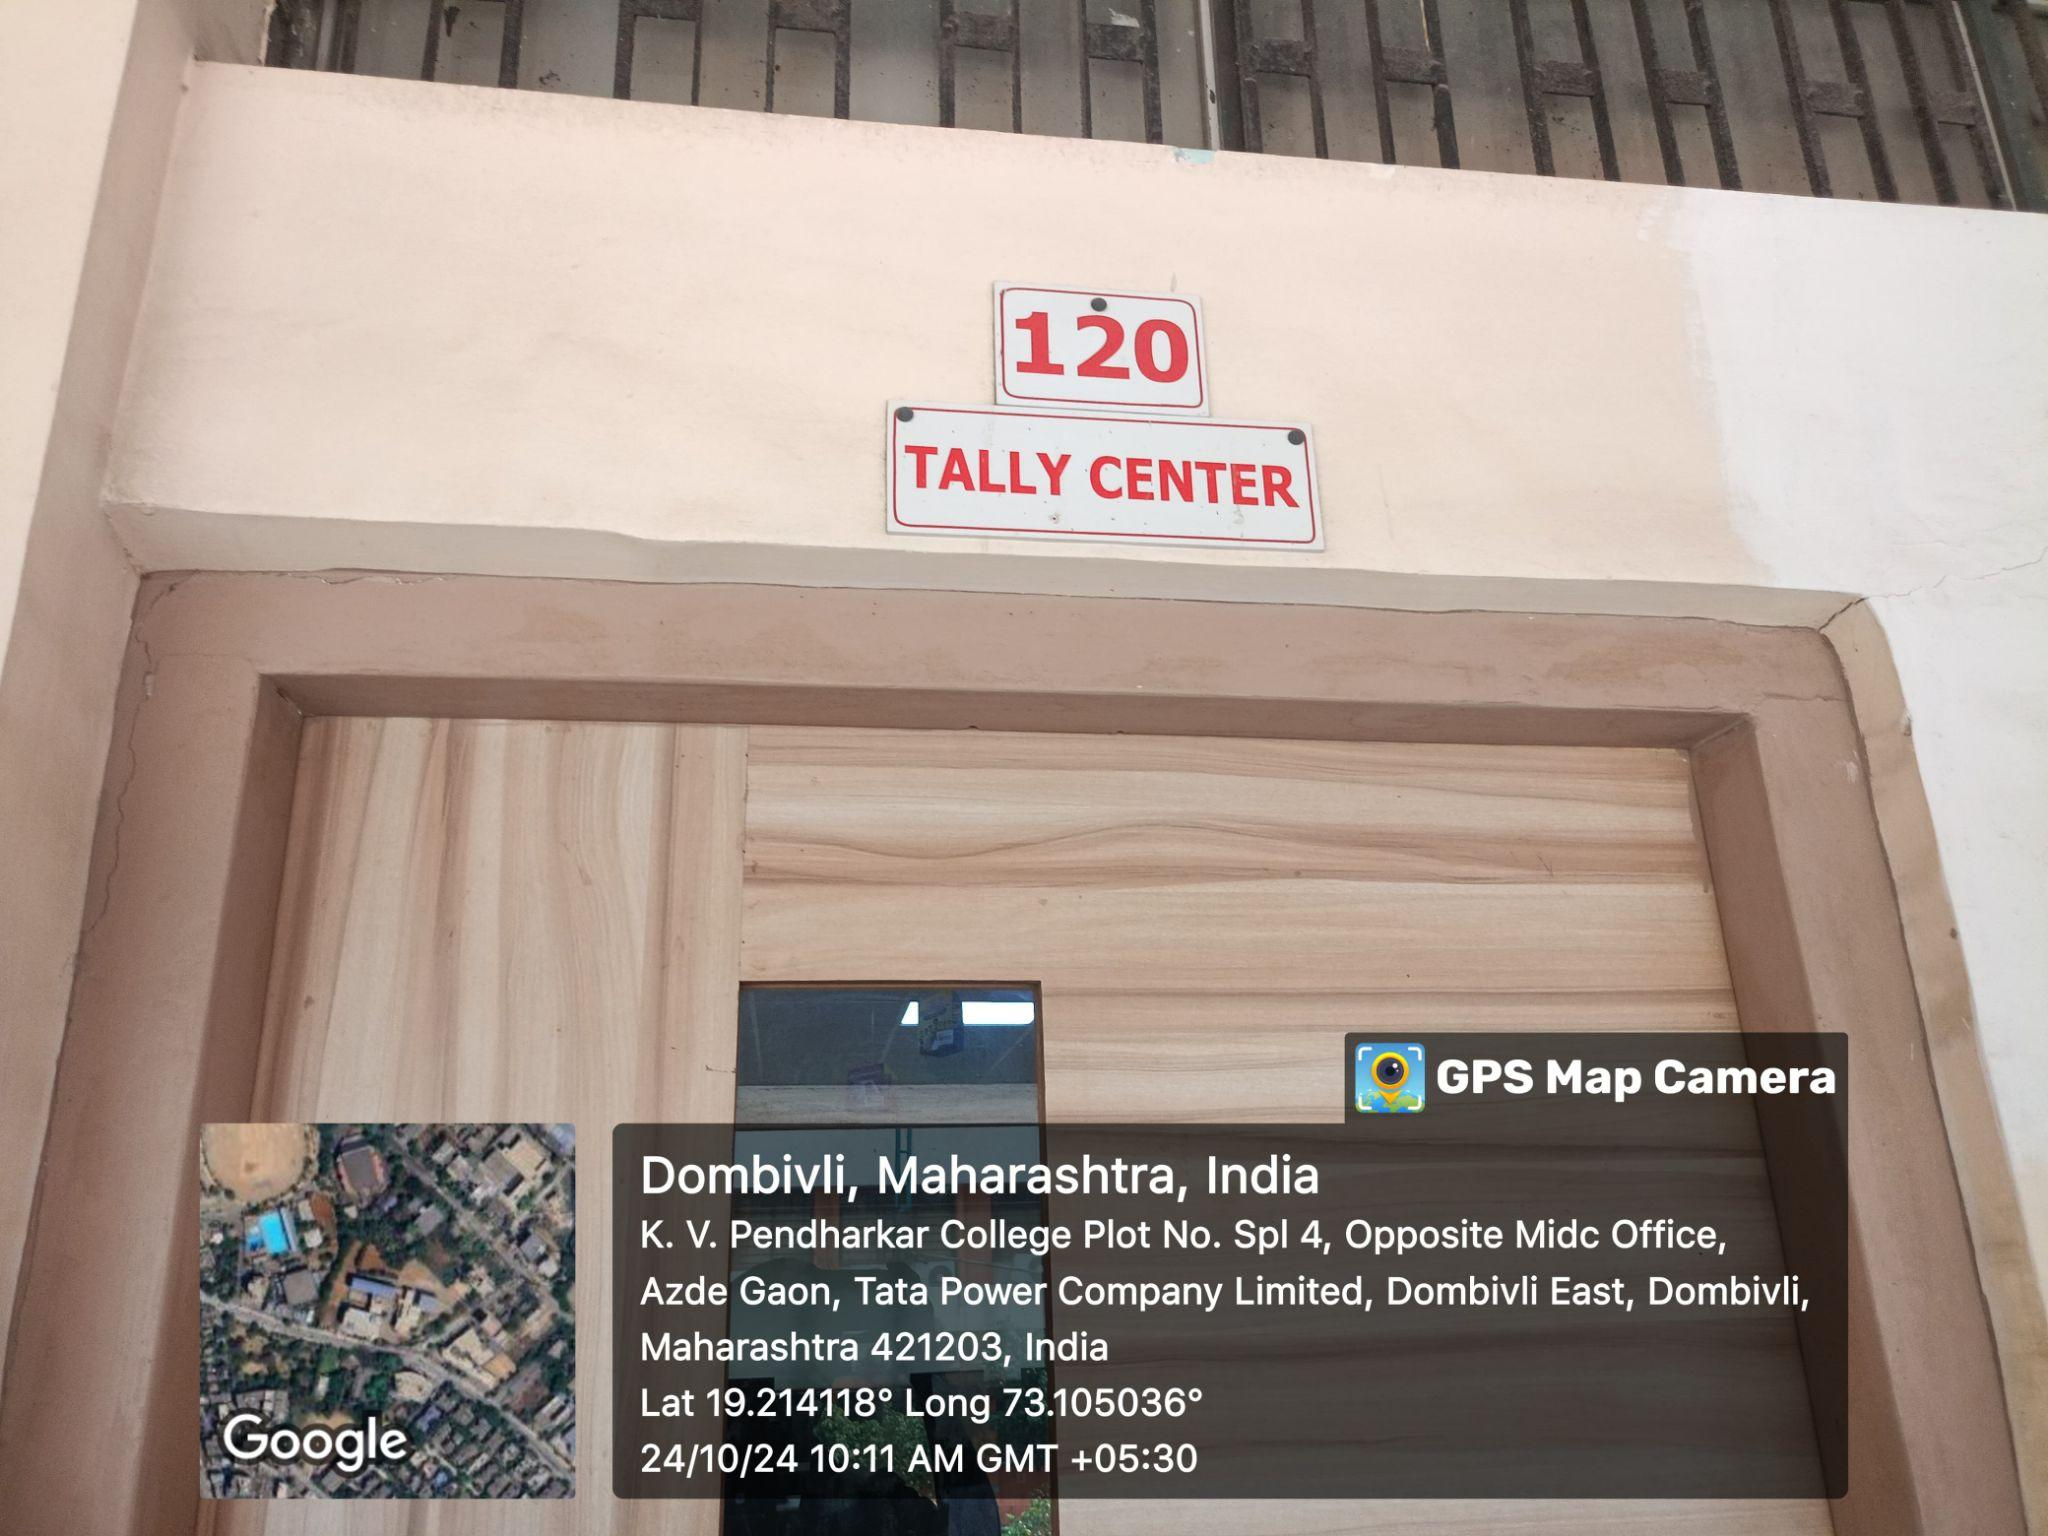 120
TALLY CENTER
GPS Map Camera
Dombivli, Maharashtra, India
K. V. Pendharkar College Plot No. Spl 4, Opposite Midc Office,
Azde Gaon, Tata Power Company Limited, Dombivli East, Dombivli,
Maharashtra 421203, India
Lat 19.214118° Long 73.105036°
24/10/24 10:11 AM GMT +05:30
Google